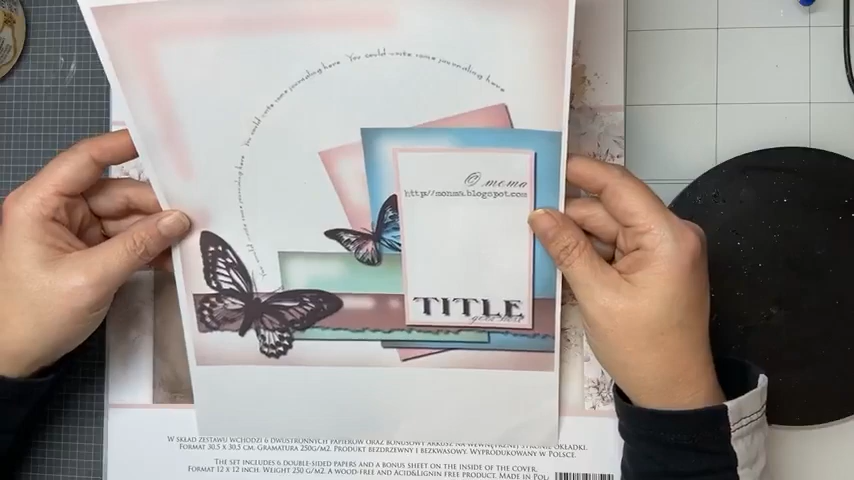 You could write some journaling here You could write some journaling here You could write some journaling here You could write some journaling here
© moma
http://monma.blogspot.com
TITLE
goes here
W SKŁAD ZESTAWU WCHODZI 6 DWUSTRONNYCH PAPIERÓW ORAZ BONUSOWY ARKUSZ NA WEWNĘTRZNEJ STRONIE OKŁADKI.
FORMAT 30,5 X 30,5 CM. GRAMATURA 250G/M2. PRODUKT BEZDRZEWNY I BEZKWASOWY. WYPRODUKOWANY W POLSCE.
THE SET INCLUDES 6 DOUBLE-SIDED PAPERS AND A BONUS SHEET ON THE INSIDE OF THE COVER.
FORMAT 12 X 12 INCH. WEIGHT 250 G/M2. A WOOD-FREE AND ACID&LIGNIN FREE PRODUCT. MADE IN